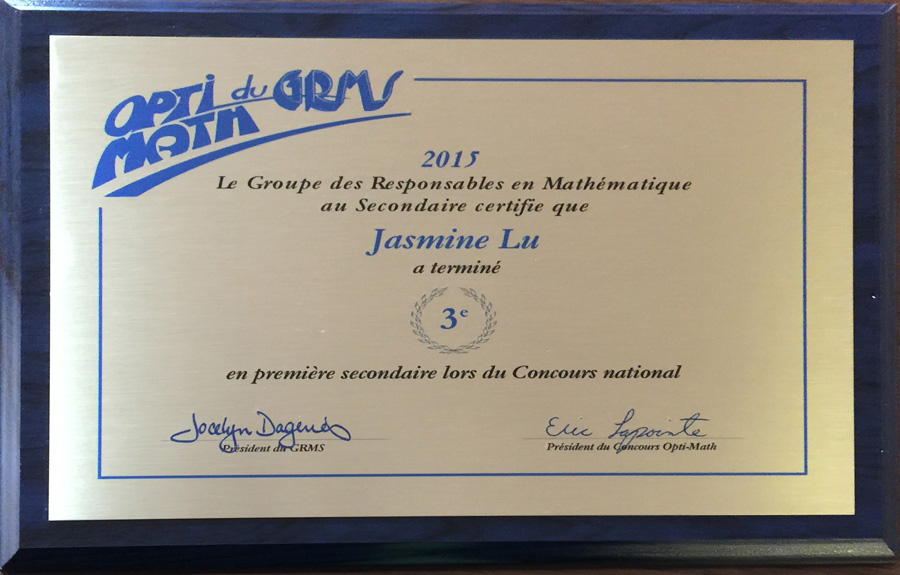 OPTI du GRMS
MATH
2015
Le Groupe des Responsables en Mathématique
au Secondaire certifie que
Jasmine Lu
a terminé
3e
en première secondaire lors du Concours national
Jocelyn Dagenais Eric Lapointe
Président du GRMS Président du Concours Opti-Math